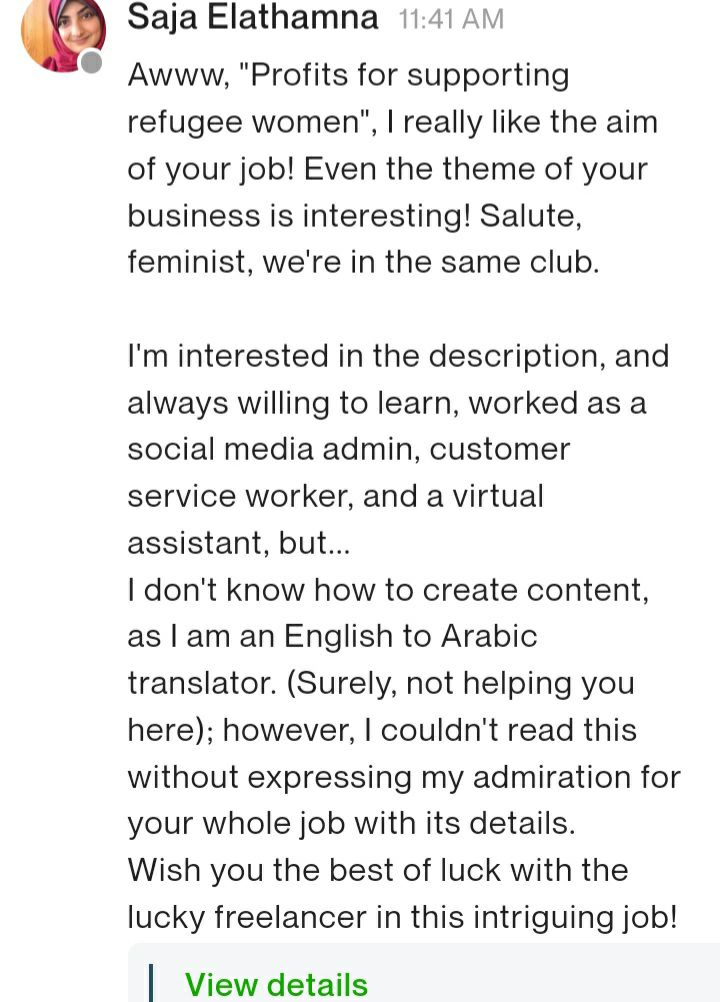 Saja Elathamna 11:41 AM
Awww, "Profits for supporting
refugee women", I really like the aim
of your job! Even the theme of your
business is interesting! Salute,
feminist, we're in the same club.
I'm interested in the description, and
always willing to learn, worked as a
social media admin, customer
service worker, and a virtual
assistant, but...
I don't know how to create content,
as I am an English to Arabic
translator. (Surely, not helping you
here); however, I couldn't read this
without expressing my admiration for
your whole job with its details.
Wish you the best of luck with the
lucky freelancer in this intriguing job!
View details